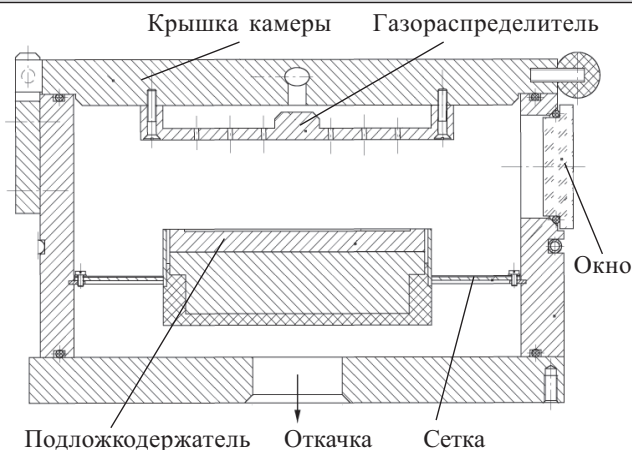 Крышка камеры Газораспределитель
Окно
Подложкодержатель Откачка Сетка